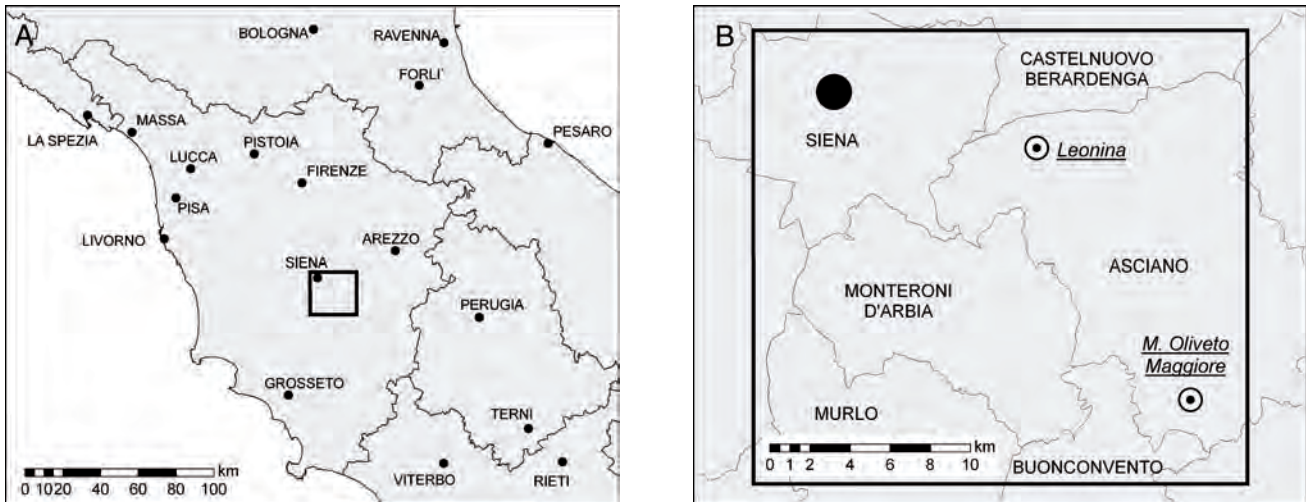 A
BOLOGNA
RAVENNA
FORLI`
MASSA
LA SPEZIA
PISTOIA
PESARO
LUCCA
FIRENZE
PISA
LIVORNO
AREZZO
SIENA
PERUGIA
GROSSETO
TERNI
VITERBO
RIETI
km
0 10 20 40 60 80 100
B
CASTELNUOVO
BERARDENGA
SIENA
Leonina
ASCIANO
MONTERONI
D'ARBIA
M. Oliveto
Maggiore
MURLO
km
0 1 2 4 6 8 10
BUONCONVENTO